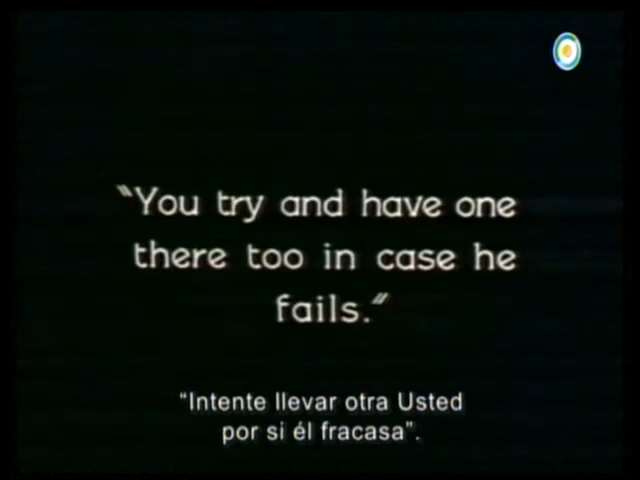 “You try and have one
there too in case he
fails.”
“Intente llevar otra Usted
por si él fracasa”.